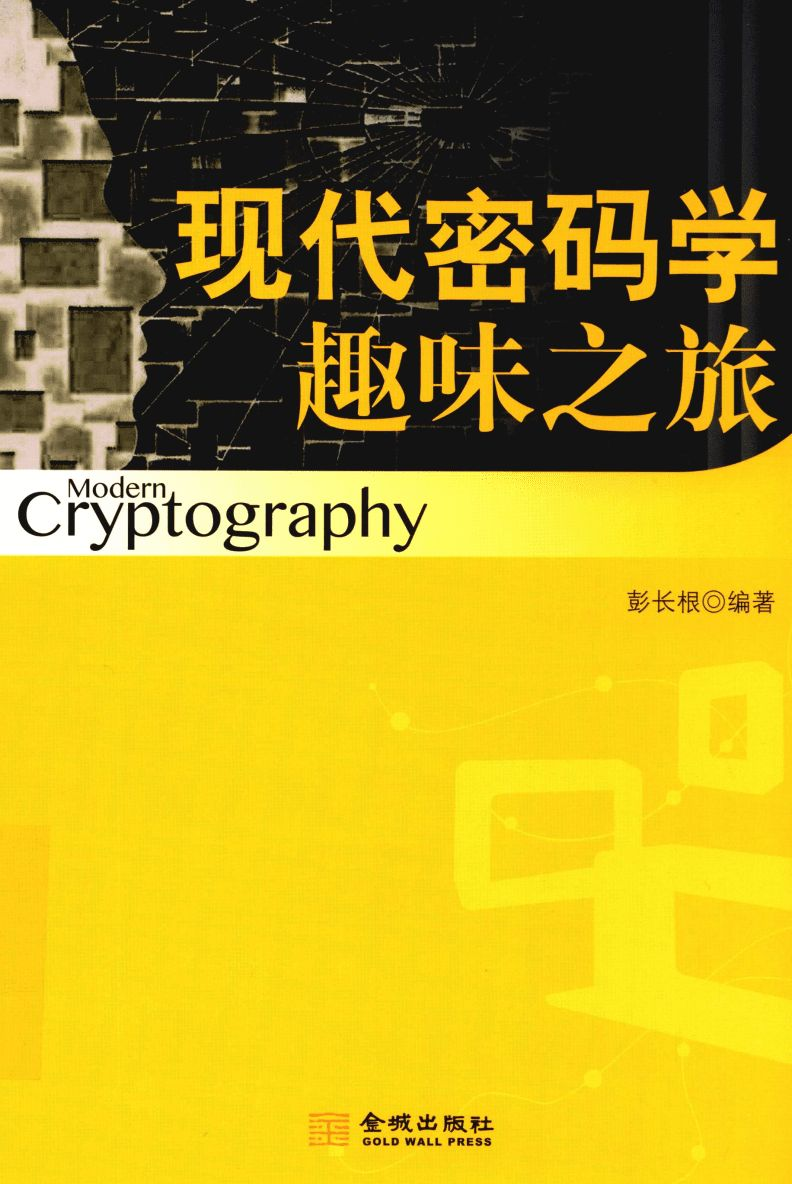 现代密码学
趣味之旅
Modern
Cryptography
彭长根◎编著
金城出版社
GOLD WALL PRESS